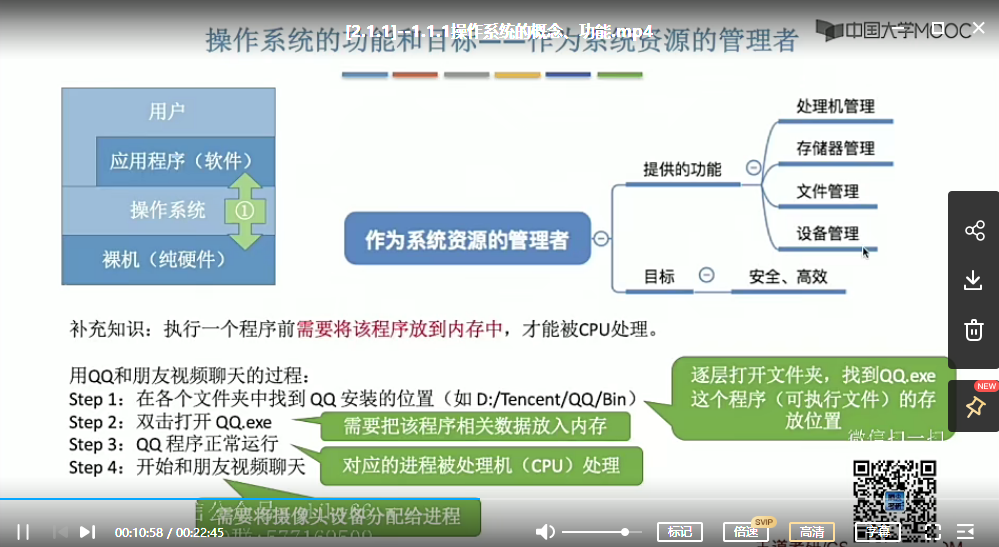 [2.1.1]--1.1.1操作系统的概念、功能.mp4
操作系统的功能和目标——作为系统资源的管理者
中国大学MOOC
用户
应用程序（软件）
操作系统
①
裸机（纯硬件）
作为系统资源的管理者
提供的功能
处理机管理
存储器管理
文件管理
设备管理
目标
安全、高效
补充知识：执行一个程序前需要将该程序放到内存中，才能被CPU处理。
用QQ和朋友视频聊天的过程：
Step 1：在各个文件夹中找到 QQ 安装的位置（如 D:/Tencent/QQ/Bin）
Step 2：双击打开 QQ.exe
Step 3：QQ 程序正常运行
Step 4：开始和朋友视频聊天
逐层打开文件夹，找到QQ.exe
这个程序（可执行文件）的存
放位置
需要把该程序相关数据放入内存
对应的进程被处理机（CPU）处理
需要将摄像头设备分配给进程
微信扫一扫
NEW
00:10:58 / 00:22:45
标记
倍速
SVIP
高清
字幕